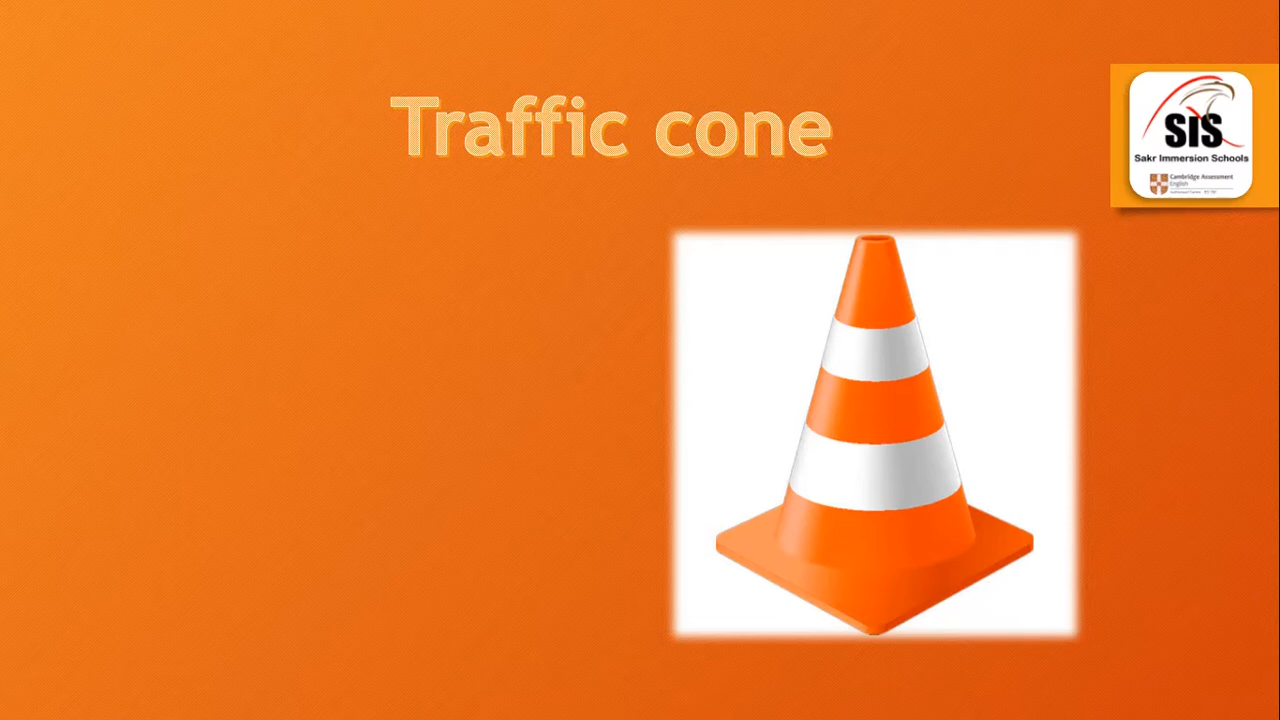 Traffic cone
SIS
Sakr Immersion Schools
Cambridge Assessment
English